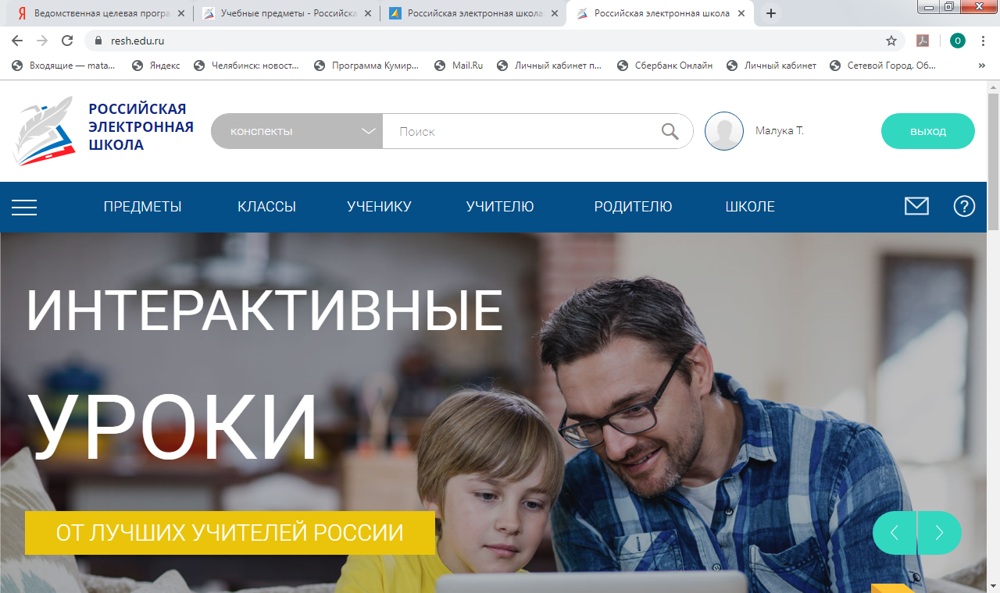 Ведомственная целевая програ
Учебные предметы - Российска
Российская электронная школа
Российская электронная школа
resh.edu.ru
О
Входящие — mata...
Яндекс
Челябинск: новост...
Программа Кумир...
Mail.Ru
Личный кабинет п...
Сбербанк Онлайн
Личный кабинет
Сетевой Город. Об...
»
РОССИЙСКАЯ
ЭЛЕКТРОННАЯ
ШКОЛА
конспекты
Поиск
Малука Т.
выход
ПРЕДМЕТЫ
КЛАССЫ
УЧЕНИКУ
УЧИТЕЛЮ
РОДИТЕЛЮ
ШКОЛЕ
ИНТЕРАКТИВНЫЕ
УРОКИ
ОТ ЛУЧШИХ УЧИТЕЛЕЙ РОССИИ